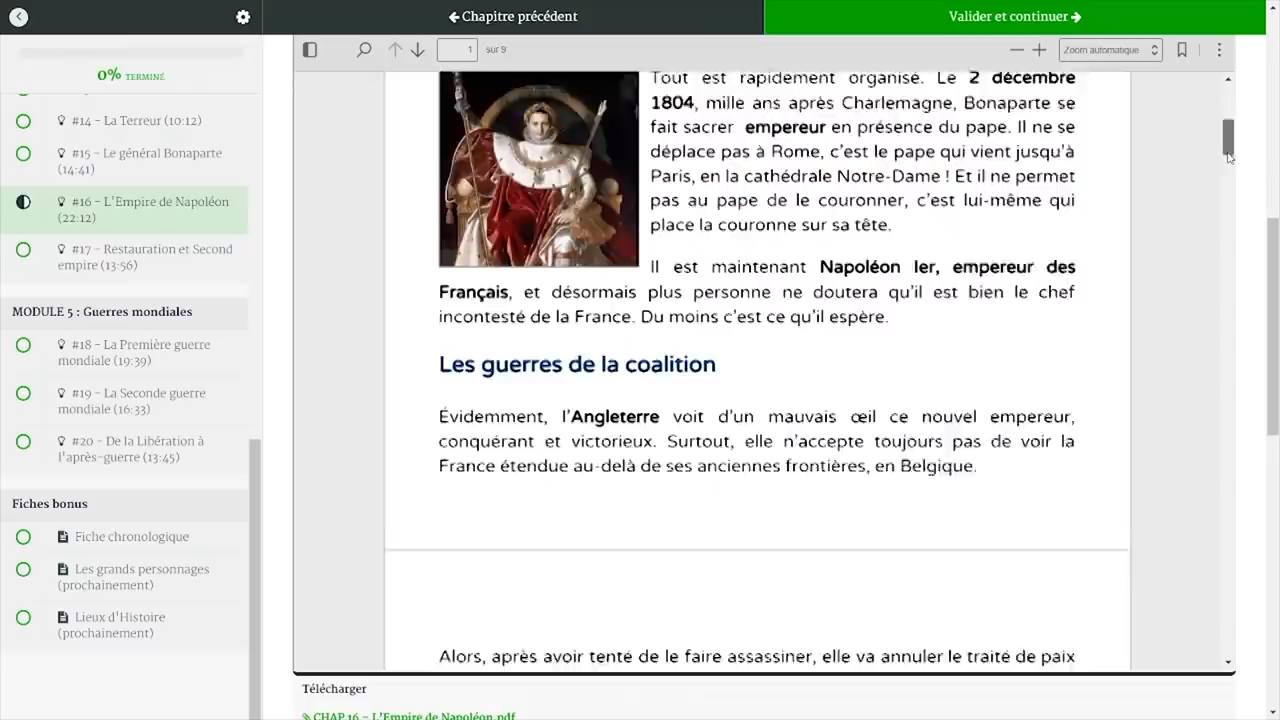 Chapitre précédent
Valider et continuer
0% TERMINÉ
#14 - La Terreur (10:12)
#15 - Le général Bonaparte
(14:41)
#16 - L'Empire de Napoléon
(22:12)
#17 - Restauration et Second
empire (13:56)
MODULE 5 : Guerres mondiales
#18 - La Première guerre
mondiale (19:39)
#19 - La Seconde guerre
mondiale (16:33)
#20 - De la Libération à
l'après-guerre (13:45)
Fiches bonus
Fiche chronologique
Les grands personnages
(prochainement)
Lieux d'Histoire
(prochainement)
1 sur 9
Zoom automatique
Tout est rapidement organisé. Le 2 décembre
1804, mille ans après Charlemagne, Bonaparte se
fait sacrer empereur en présence du pape. Il ne se
déplace pas à Rome, c'est le pape qui vient jusqu'à
Paris, en la cathédrale Notre-Dame ! Et il ne permet
pas au pape de le couronner, c'est lui-même qui
place la couronne sur sa tête.
Il est maintenant Napoléon Ier, empereur des
Français, et désormais plus personne ne doutera qu'il est bien le chef
incontesté de la France. Du moins c'est ce qu'il espère.
Les guerres de la coalition
Évidemment, l'Angleterre voit d'un mauvais œil ce nouvel empereur,
conquérant et victorieux. Surtout, elle n'accepte toujours pas de voir la
France étendue au-delà de ses anciennes frontières, en Belgique.
Alors, après avoir tenté de le faire assassiner, elle va annuler le traité de paix
Télécharger
CHAP 16 - L'Empire de Napoléon.pdf